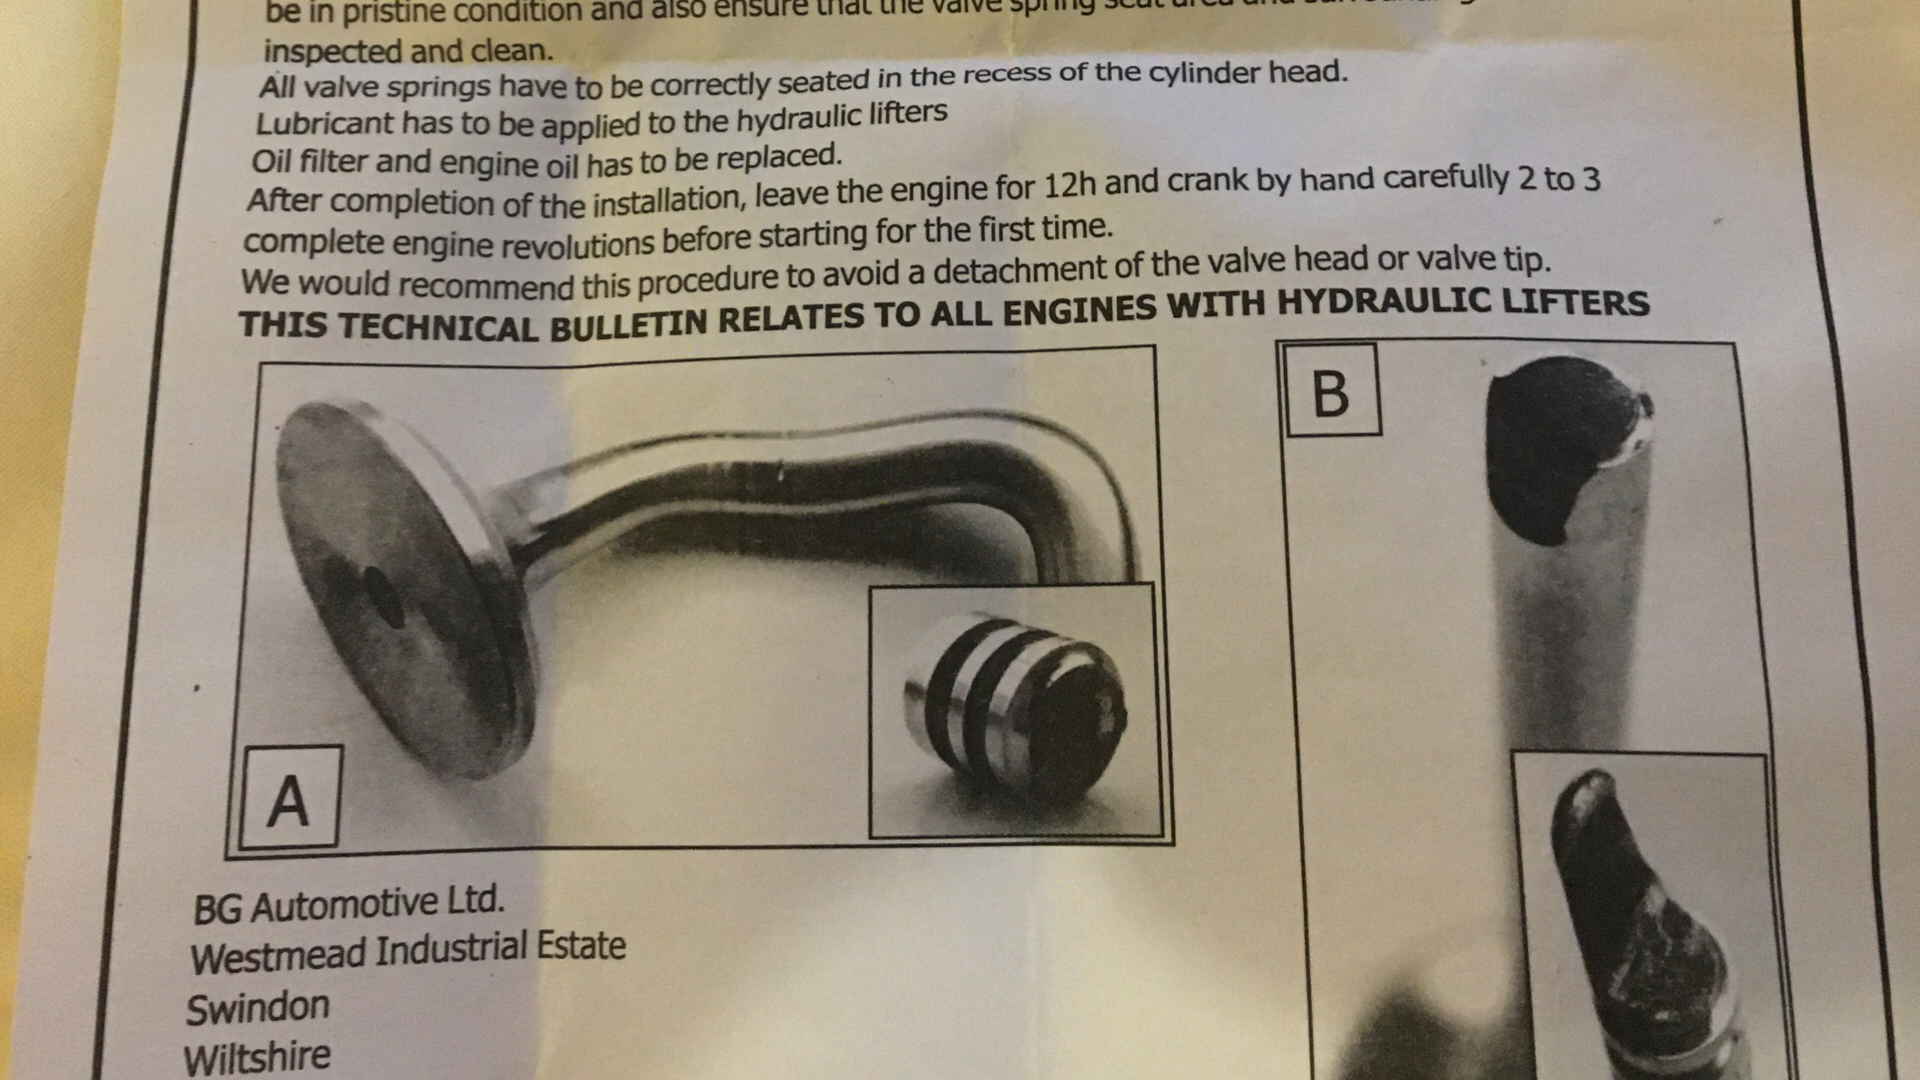 be in pristine condition and also ensure that the valve spring seat area and
inspected and clean.
All valve springs have to be correctly seated in the recess of the cylinder head.
Lubricant has to be applied to the hydraulic lifters
Oil filter and engine oil has to be replaced.
After completion of the installation, leave the engine for 12h and crank by hand carefully 2 to 3
complete engine revolutions before starting for the first time.
We would recommend this procedure to avoid a detachment of the valve head or valve tip.
THIS TECHNICAL BULLETIN RELATES TO ALL ENGINES WITH HYDRAULIC LIFTERS
B
A
BG Automotive Ltd.
Westmead Industrial Estate
Swindon
Wiltshire